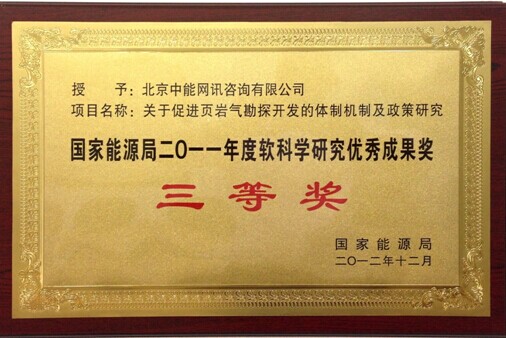 授 予：北京中能网讯咨询有限公司
项目名称：关于促进页岩气勘探开发的体制机制及政策研究
国家能源局二〇一一年度软科学研究优秀成果奖
三等奖
国家能源局
二〇一二年十二月